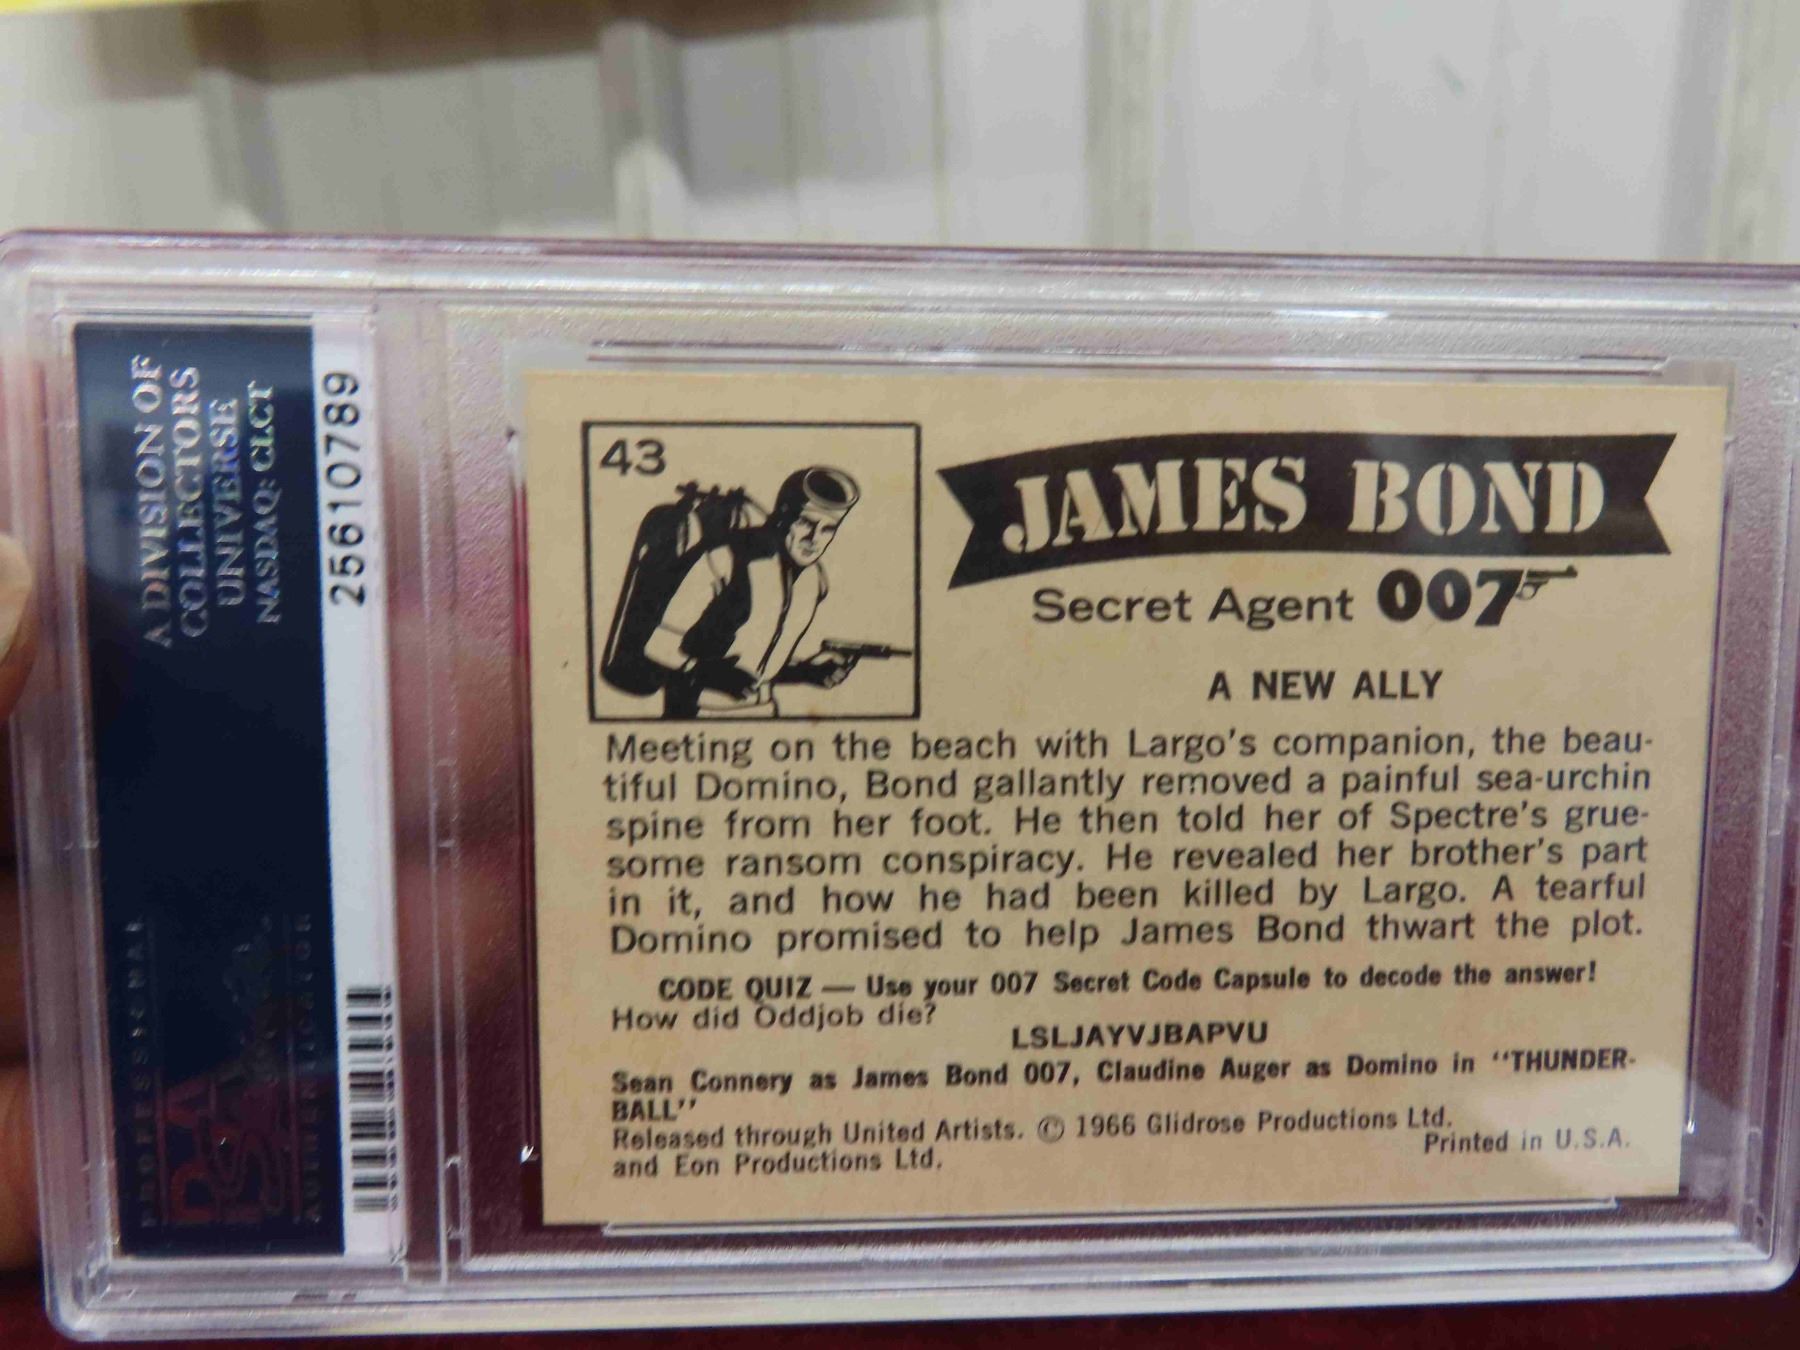 A DIVISION OF
COLLECTORS
UNIVERSE
NASDAQ: CLCT
25610789
PROFESSIONAL
PSA
AUTHENTICATOR
43
JAMES BOND
Secret Agent 007
A NEW ALLY
Meeting on the beach with Largo's companion, the beau-
tiful Domino, Bond gallantly removed a painful sea-urchin
spine from her foot. He then told her of Spectre's grue-
some ransom conspiracy. He revealed her brother's part
in it, and how he had been killed by Largo. A tearful
Domino promised to help James Bond thwart the plot.
CODE QUIZ — Use your 007 Secret Code Capsule to decode the answer!
How did Oddjob die?
LSLJAYVJBAPVU
Sean Connery as James Bond 007, Claudine Auger as Domino in "THUNDER-
BALL"
Released through United Artists. © 1966 Glidrose Productions Ltd.
and Eon Productions Ltd.
Printed in U.S.A.